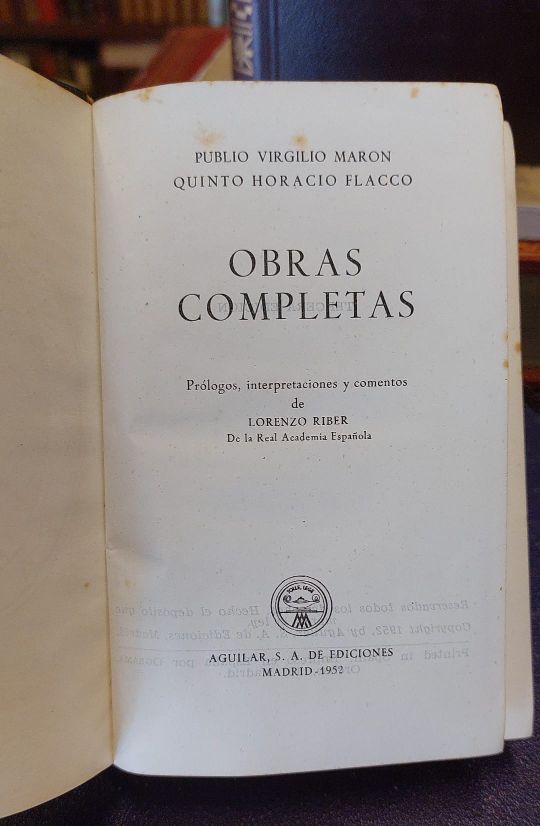 PUBLIO VIRGILIO MARON
QUINTO HORACIO FLACCO
OBRAS
COMPLETAS
Prólogos, interpretaciones y comentos
de
LORENZO RIBER
De la Real Academia Española
AGUILAR, S. A. DE EDICIONES
MADRID-1952